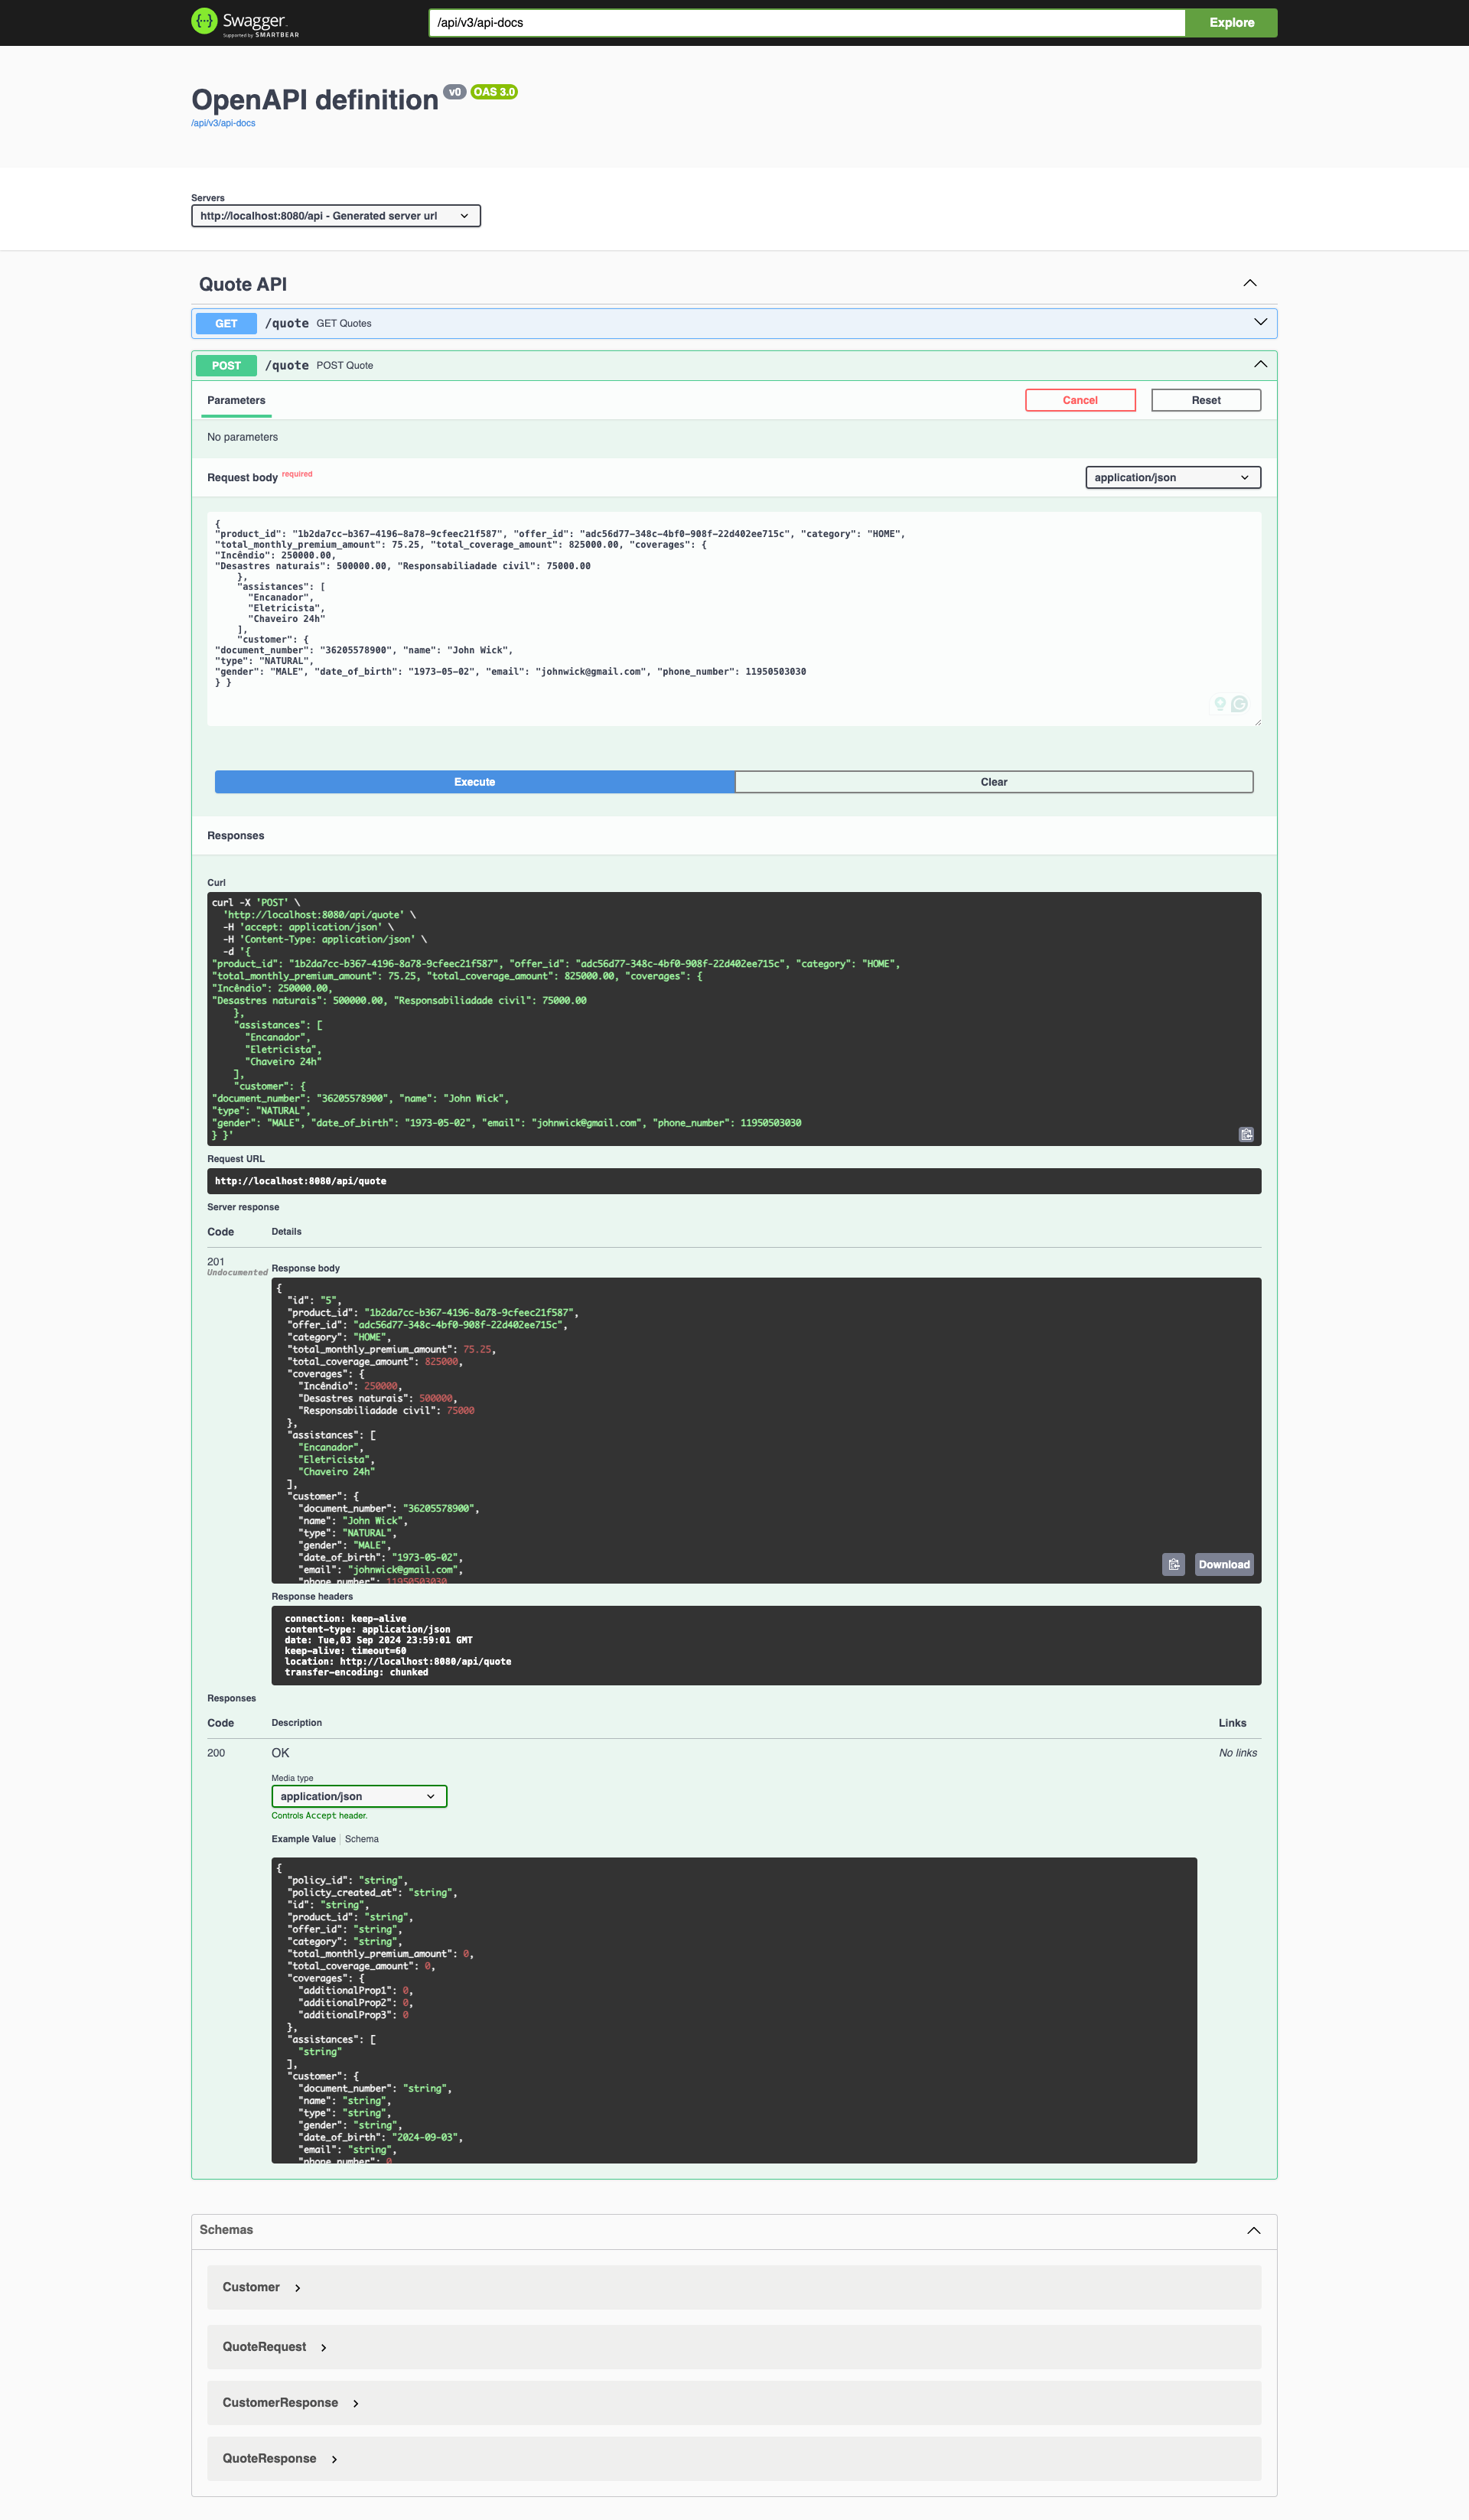 Swagger
Supported by SMARTBEAR
/api/v3/api-docs
Explore
OpenAPI definition v0 OAS 3.0
/api/v3/api-docs
Servers
http://localhost:8080/api - Generated server url
Quote API
GET /quote GET Quotes
POST /quote POST Quote
Parameters Cancel Reset
No parameters
Request body required application/json
{
"product_id": "1b2da7cc-b367-4196-8a78-9cfeec21f587", "offer_id": "adc56d77-348c-4bf0-908f-22d402ee715c", "category": "HOME",
"total_monthly_premium_amount": 75.25, "total_coverage_amount": 825000.00, "coverages": {
"Incêndio": 250000.00,
"Desastres naturais": 500000.00, "Responsabiliadade civil": 75000.00
},
"assistances": [
"Encanador",
"Eletricista",
"Chaveiro 24h"
],
"customer": {
"document_number": "36205578900", "name": "John Wick",
"type": "NATURAL",
"gender": "MALE", "date_of_birth": "1973-05-02", "email": "johnwick@gmail.com", "phone_number": 11950503030
} }
Execute Clear
Responses
Curl
curl -X 'POST' \
'http://localhost:8080/api/quote' \
-H 'accept: application/json' \
-H 'Content-Type: application/json' \
-d '{
"product_id": "1b2da7cc-b367-4196-8a78-9cfeec21f587", "offer_id": "adc56d77-348c-4bf0-908f-22d402ee715c", "category": "HOME",
"total_monthly_premium_amount": 75.25, "total_coverage_amount": 825000.00, "coverages": {
"Incêndio": 250000.00,
"Desastres naturais": 500000.00, "Responsabiliadade civil": 75000.00
},
"assistances": [
"Encanador",
"Eletricista",
"Chaveiro 24h"
],
"customer": {
"document_number": "36205578900", "name": "John Wick",
"type": "NATURAL",
"gender": "MALE", "date_of_birth": "1973-05-02", "email": "johnwick@gmail.com", "phone_number": 11950503030
} }'
Request URL
http://localhost:8080/api/quote
Server response
Code Details
201
Undocumented
Response body
{
"id": "5",
"product_id": "1b2da7cc-b367-4196-8a78-9cfeec21f587",
"offer_id": "adc56d77-348c-4bf0-908f-22d402ee715c",
"category": "HOME",
"total_monthly_premium_amount": 75.25,
"total_coverage_amount": 825000,
"coverages": {
"Incêndio": 250000,
"Desastres naturais": 500000,
"Responsabiliadade civil": 75000
},
"assistances": [
"Encanador",
"Eletricista",
"Chaveiro 24h"
],
"customer": {
"document_number": "36205578900",
"name": "John Wick",
"type": "NATURAL",
"gender": "MALE",
"date_of_birth": "1973-05-02",
"email": "johnwick@gmail.com",
"phone_number": 11950503030
Download
Response headers
connection: keep-alive
content-type: application/json
date: Tue,03 Sep 2024 23:59:01 GMT
keep-alive: timeout=60
location: http://localhost:8080/api/quote
transfer-encoding: chunked
Responses
Code Description Links
200 OK No links
Media type
application/json
Controls Accept header.
Example Value Schema
{
"policy_id": "string",
"policty_created_at": "string",
"id": "string",
"product_id": "string",
"offer_id": "string",
"category": "string",
"total_monthly_premium_amount": 0,
"total_coverage_amount": 0,
"coverages": {
"additionalProp1": 0,
"additionalProp2": 0,
"additionalProp3": 0
},
"assistances": [
"string"
],
"customer": {
"document_number": "string",
"name": "string",
"type": "string",
"gender": "string",
"date_of_birth": "2024-09-03",
"email": "string",
"phone_number": 0
Schemas
Customer
QuoteRequest
CustomerResponse
QuoteResponse